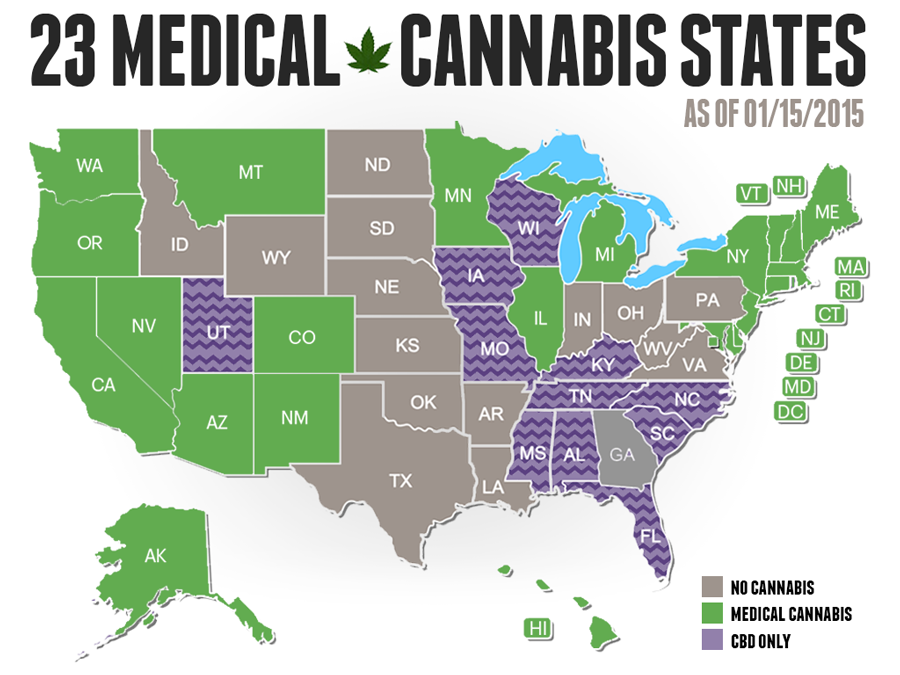 23 MEDICAL CANNABIS STATES
AS OF 01/15/2015
WA
MT
ND
MN
OR
ID
WY
SD
WI
MI
VT
NH
ME
NY
MA
RI
CT
NJ
DE
MD
DC
NV
UT
CO
NE
IA
IL
IN
OH
PA
CA
KS
MO
KY
WV
VA
AZ
NM
OK
AR
TN
NC
SC
TX
LA
MS
AL
GA
FL
AK
HI
NO CANNABIS
MEDICAL CANNABIS
CBD ONLY